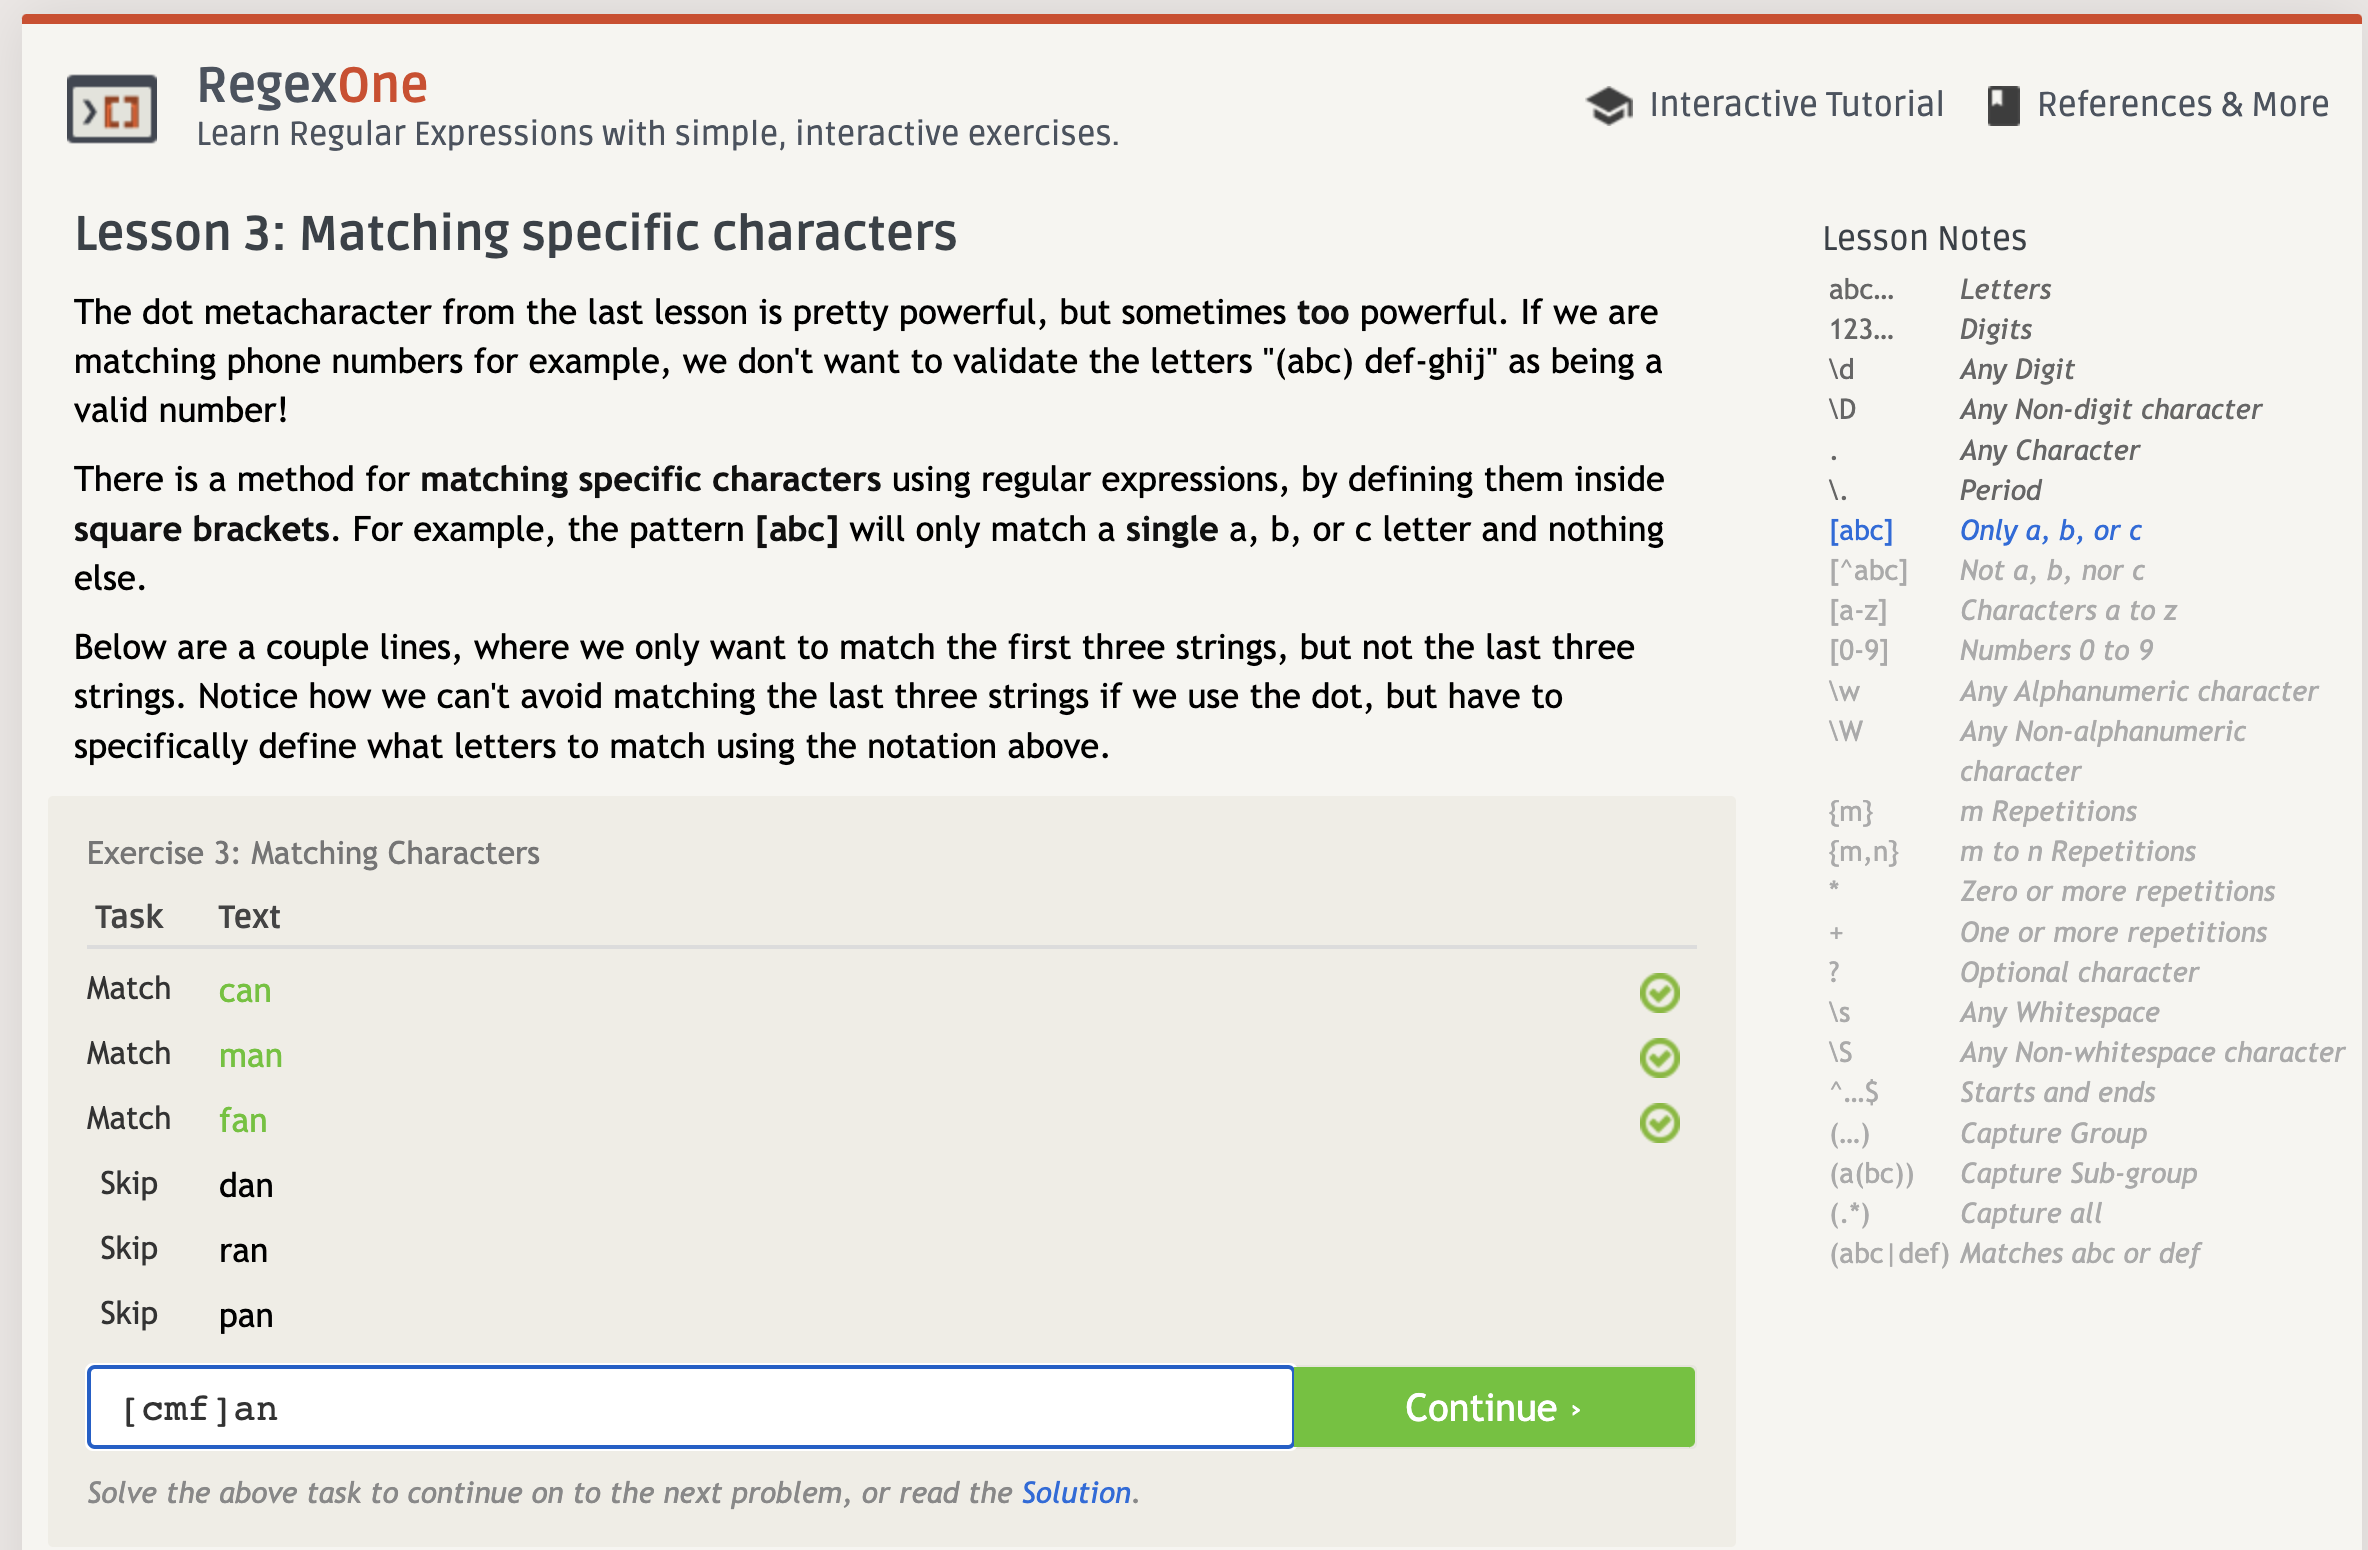 RegexOne
Learn Regular Expressions with simple, interactive exercises.
Interactive Tutorial
References & More
Lesson 3: Matching specific characters
The dot metacharacter from the last lesson is pretty powerful, but sometimes too powerful. If we are
matching phone numbers for example, we don't want to validate the letters "(abc) def-ghij" as being a
valid number!
There is a method for matching specific characters using regular expressions, by defining them inside
square brackets. For example, the pattern [abc] will only match a single a, b, or c letter and nothing
else.
Below are a couple lines, where we only want to match the first three strings, but not the last three
strings. Notice how we can't avoid matching the last three strings if we use the dot, but have to
specifically define what letters to match using the notation above.
Exercise 3: Matching Characters
Task Text
Match can
Match man
Match fan
Skip dan
Skip ran
Skip pan
[cmf]an
Continue ›
Solve the above task to continue on to the next problem, or read the Solution.
Lesson Notes
abc… Letters
123… Digits
\d Any Digit
\D Any Non-digit character
. Any Character
\. Period
[abc] Only a, b, or c
[^abc] Not a, b, nor c
[a-z] Characters a to z
[0-9] Numbers 0 to 9
\w Any Alphanumeric character
\W Any Non-alphanumeric
character
{m} m Repetitions
{m,n} m to n Repetitions
* Zero or more repetitions
+ One or more repetitions
? Optional character
\s Any Whitespace
\S Any Non-whitespace character
^…$ Starts and ends
(…) Capture Group
(a(bc)) Capture Sub-group
(.*) Capture all
(abc|def) Matches abc or def